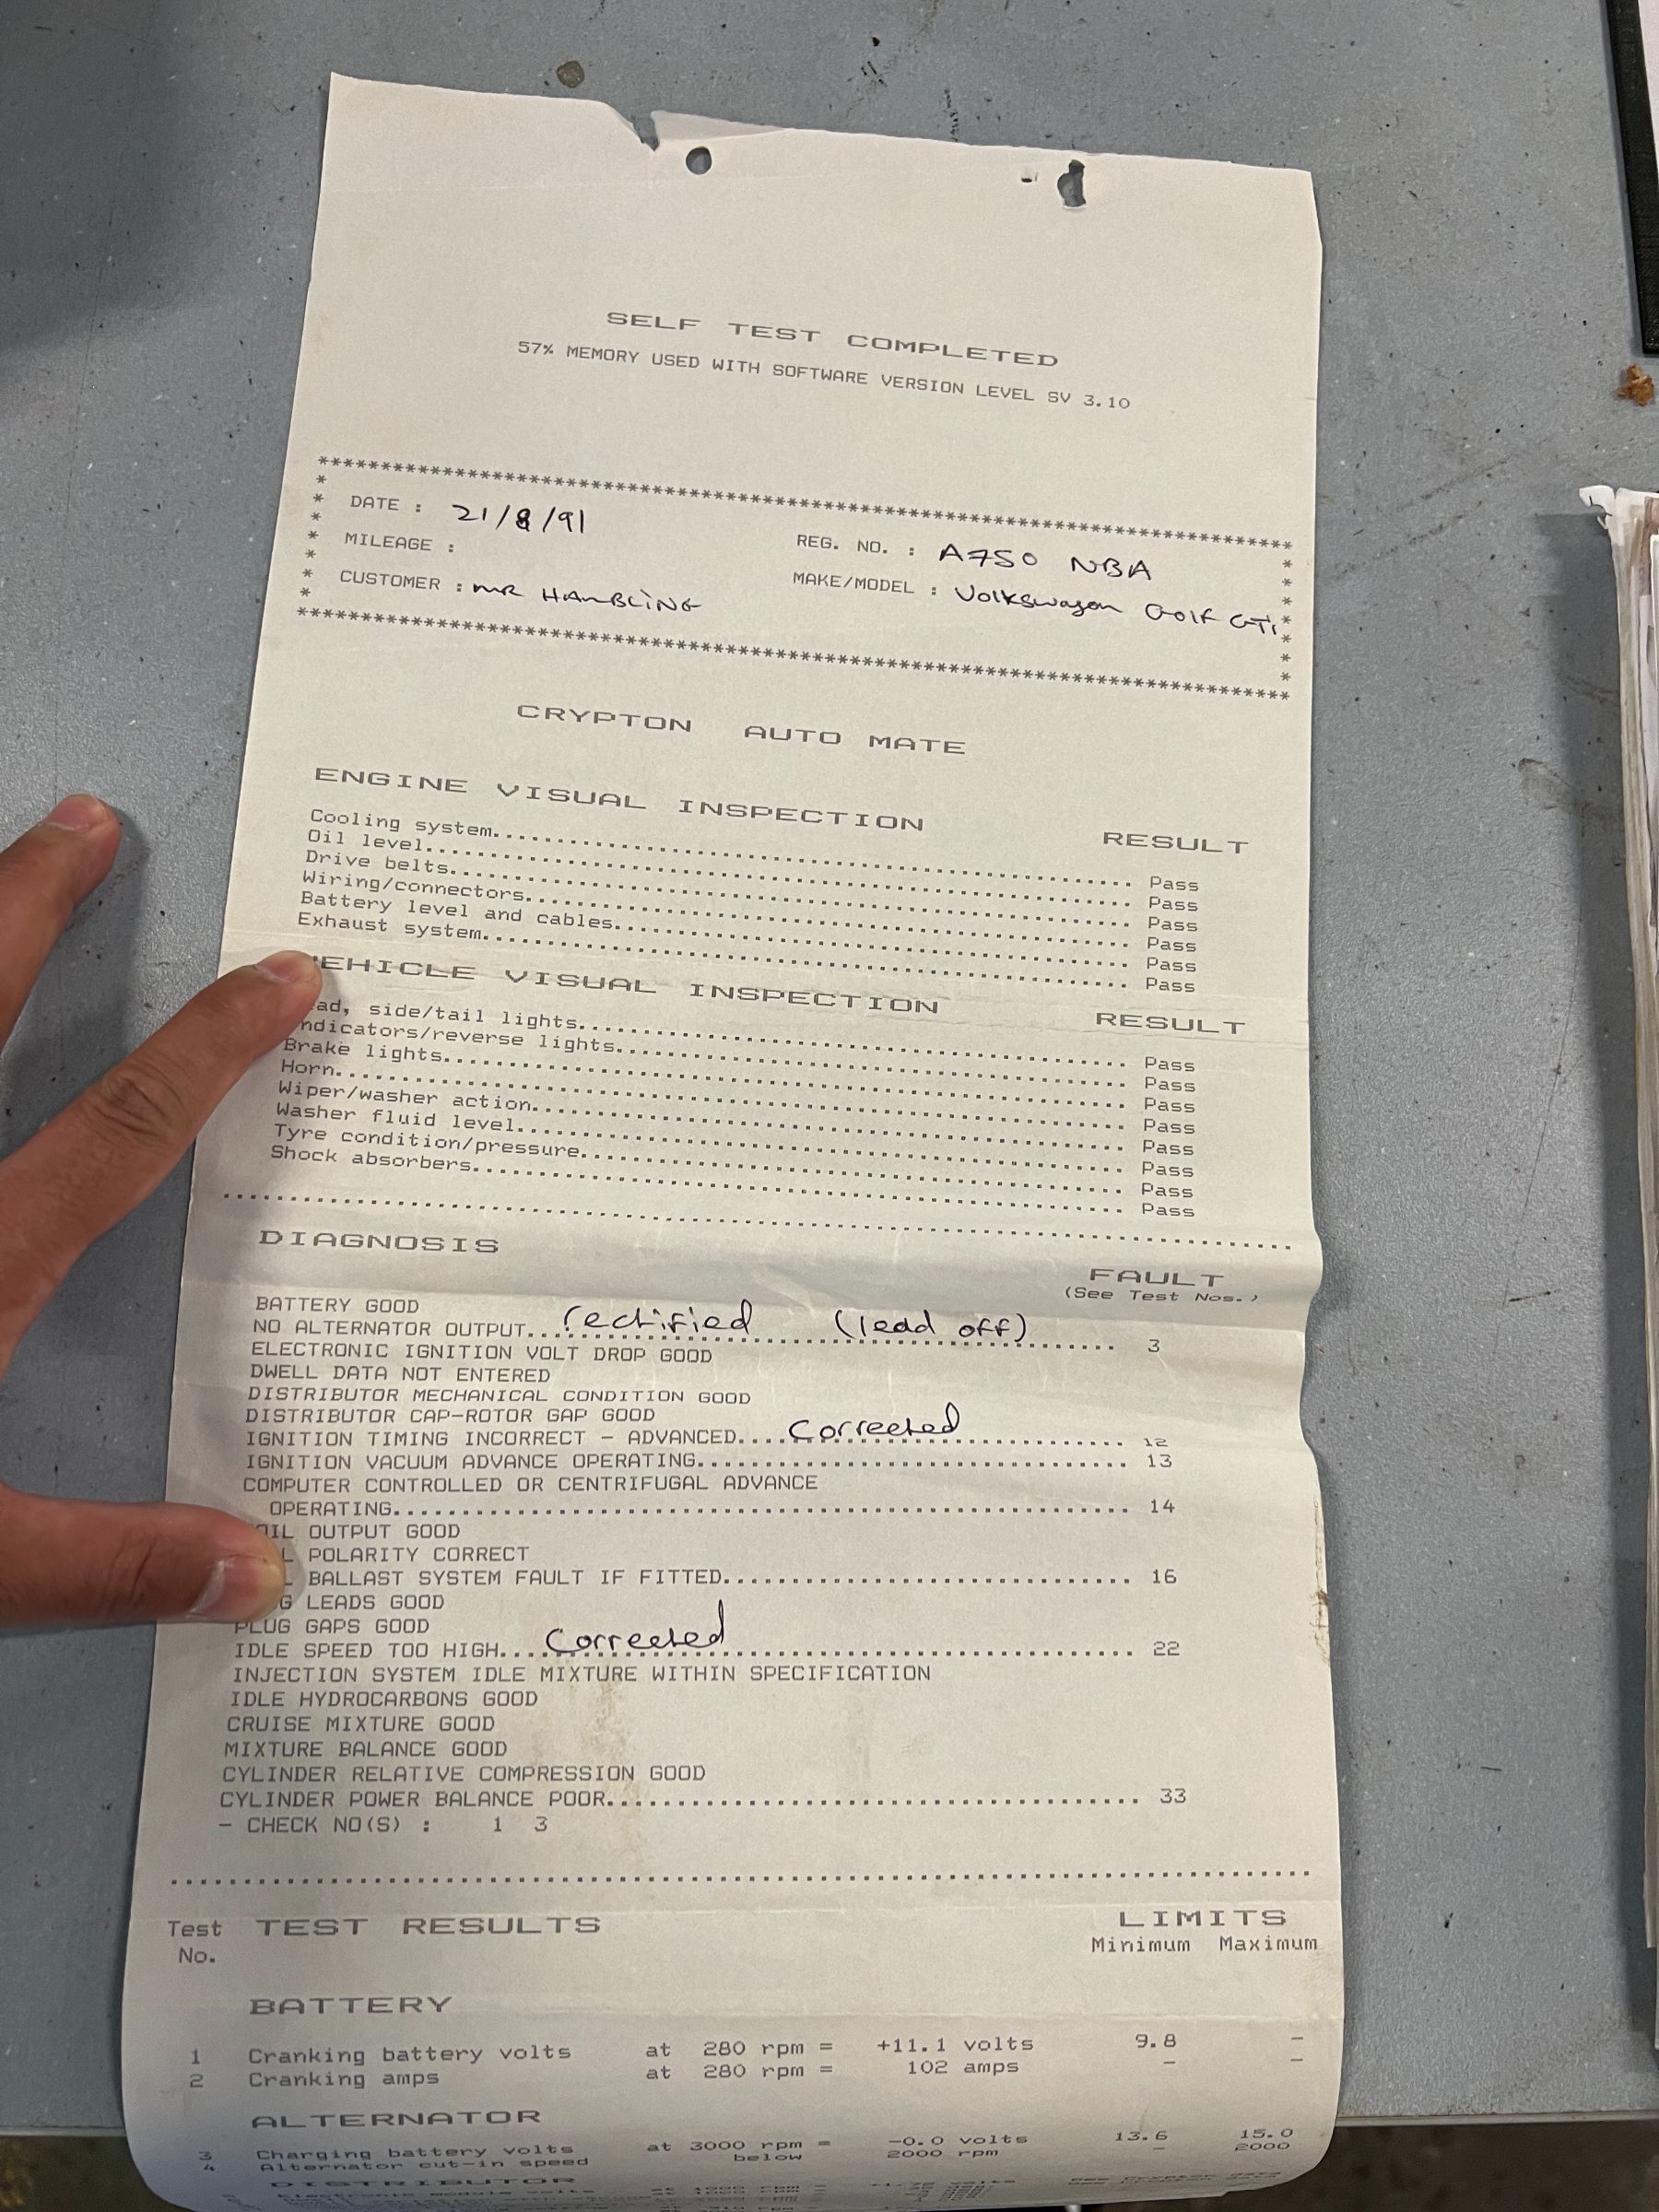 SELF TEST COMPLETED
57% MEMORY USED WITH SOFTWARE VERSION LEVEL SV 3.10
DATE : 21/8/91 REG. NO. : A750 NBA
MILEAGE : MAKE/MODEL : Volkswagen Golf GTi
CUSTOMER : MR HAMBLING
CRYPTON AUTO MATE
ENGINE VISUAL INSPECTION RESULT
Cooling system Pass
Oil level Pass
Drive belts Pass
Wiring/connectors Pass
Battery level and cables Pass
Exhaust system Pass
EHICLE VISUAL INSPECTION RESULT
ad, side/tail lights Pass
ndicators/reverse lights Pass
Brake lights Pass
Horn Pass
Wiper/washer action Pass
Washer fluid level Pass
Tyre condition/pressure Pass
Shock absorbers Pass
DIAGNOSIS FAULT
(See Test Nos.)
BATTERY GOOD
NO ALTERNATOR OUTPUT rectified (lead off) 3
ELECTRONIC IGNITION VOLT DROP GOOD
DWELL DATA NOT ENTERED
DISTRIBUTOR MECHANICAL CONDITION GOOD
DISTRIBUTOR CAP-ROTOR GAP GOOD
IGNITION TIMING INCORRECT - ADVANCED Corrected 12
IGNITION VACUUM ADVANCE OPERATING 13
COMPUTER CONTROLLED OR CENTRIFUGAL ADVANCE
OPERATING 14
OIL OUTPUT GOOD
L POLARITY CORRECT
L BALLAST SYSTEM FAULT IF FITTED 16
G LEADS GOOD
PLUG GAPS GOOD
IDLE SPEED TOO HIGH Corrected 22
INJECTION SYSTEM IDLE MIXTURE WITHIN SPECIFICATION
IDLE HYDROCARBONS GOOD
CRUISE MIXTURE GOOD
MIXTURE BALANCE GOOD
CYLINDER RELATIVE COMPRESSION GOOD
CYLINDER POWER BALANCE POOR 33
- CHECK NO(S) : 1 3
Test TEST RESULTS LIMITS
No. Minimum Maximum
BATTERY
1 Cranking battery volts at 280 rpm = +11.1 volts 9.8 -
2 Cranking amps at 280 rpm = 102 amps - -
ALTERNATOR
3 Charging battery volts at 3000 rpm = -0.0 volts 13.6 15.0
4 Alternator cut-in speed below 2000 rpm - 2000
DISTRIBUTOR